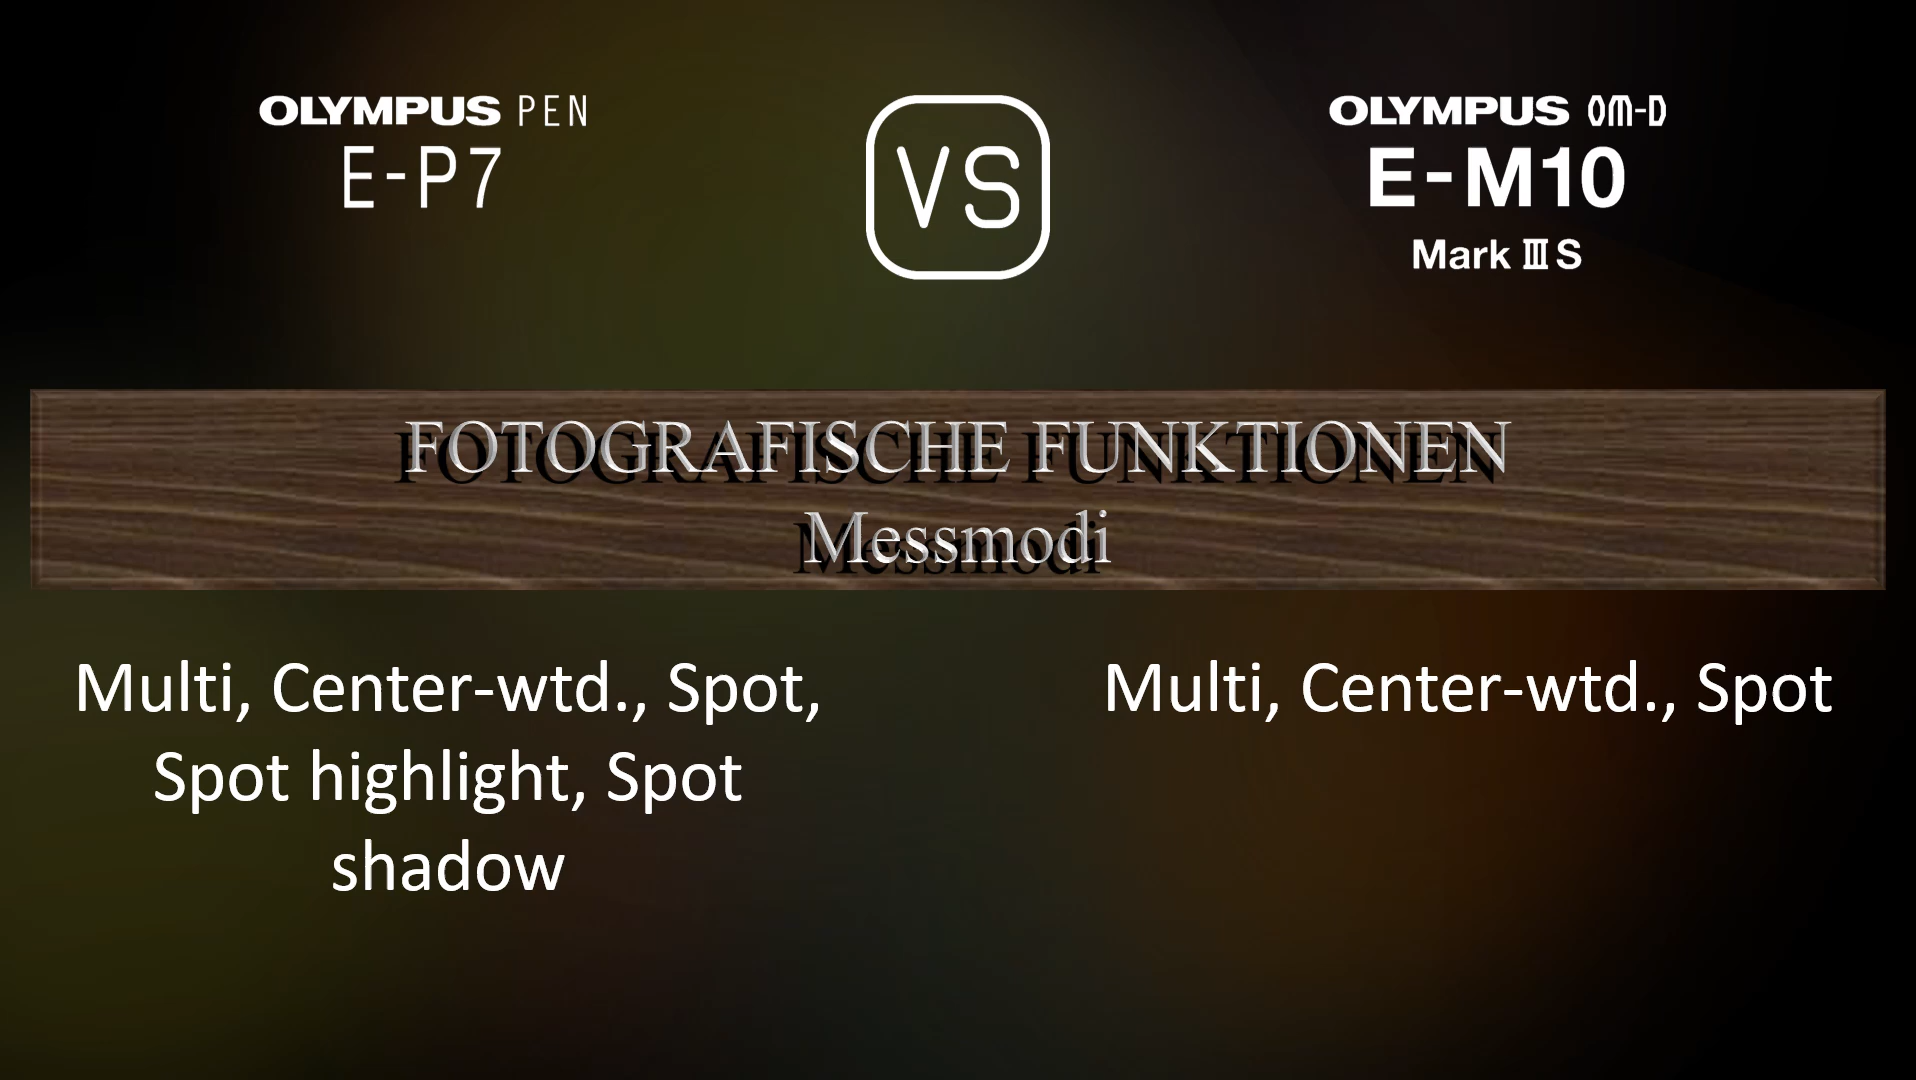 OLYMPUS PEN
E-P7
VS
OLYMPUS OM-D
E-M10
Mark III S
FOTOGRAFISCHE FUNKTIONEN
Messmodi
Multi, Center-wtd., Spot,
Spot highlight, Spot
shadow
Multi, Center-wtd., Spot